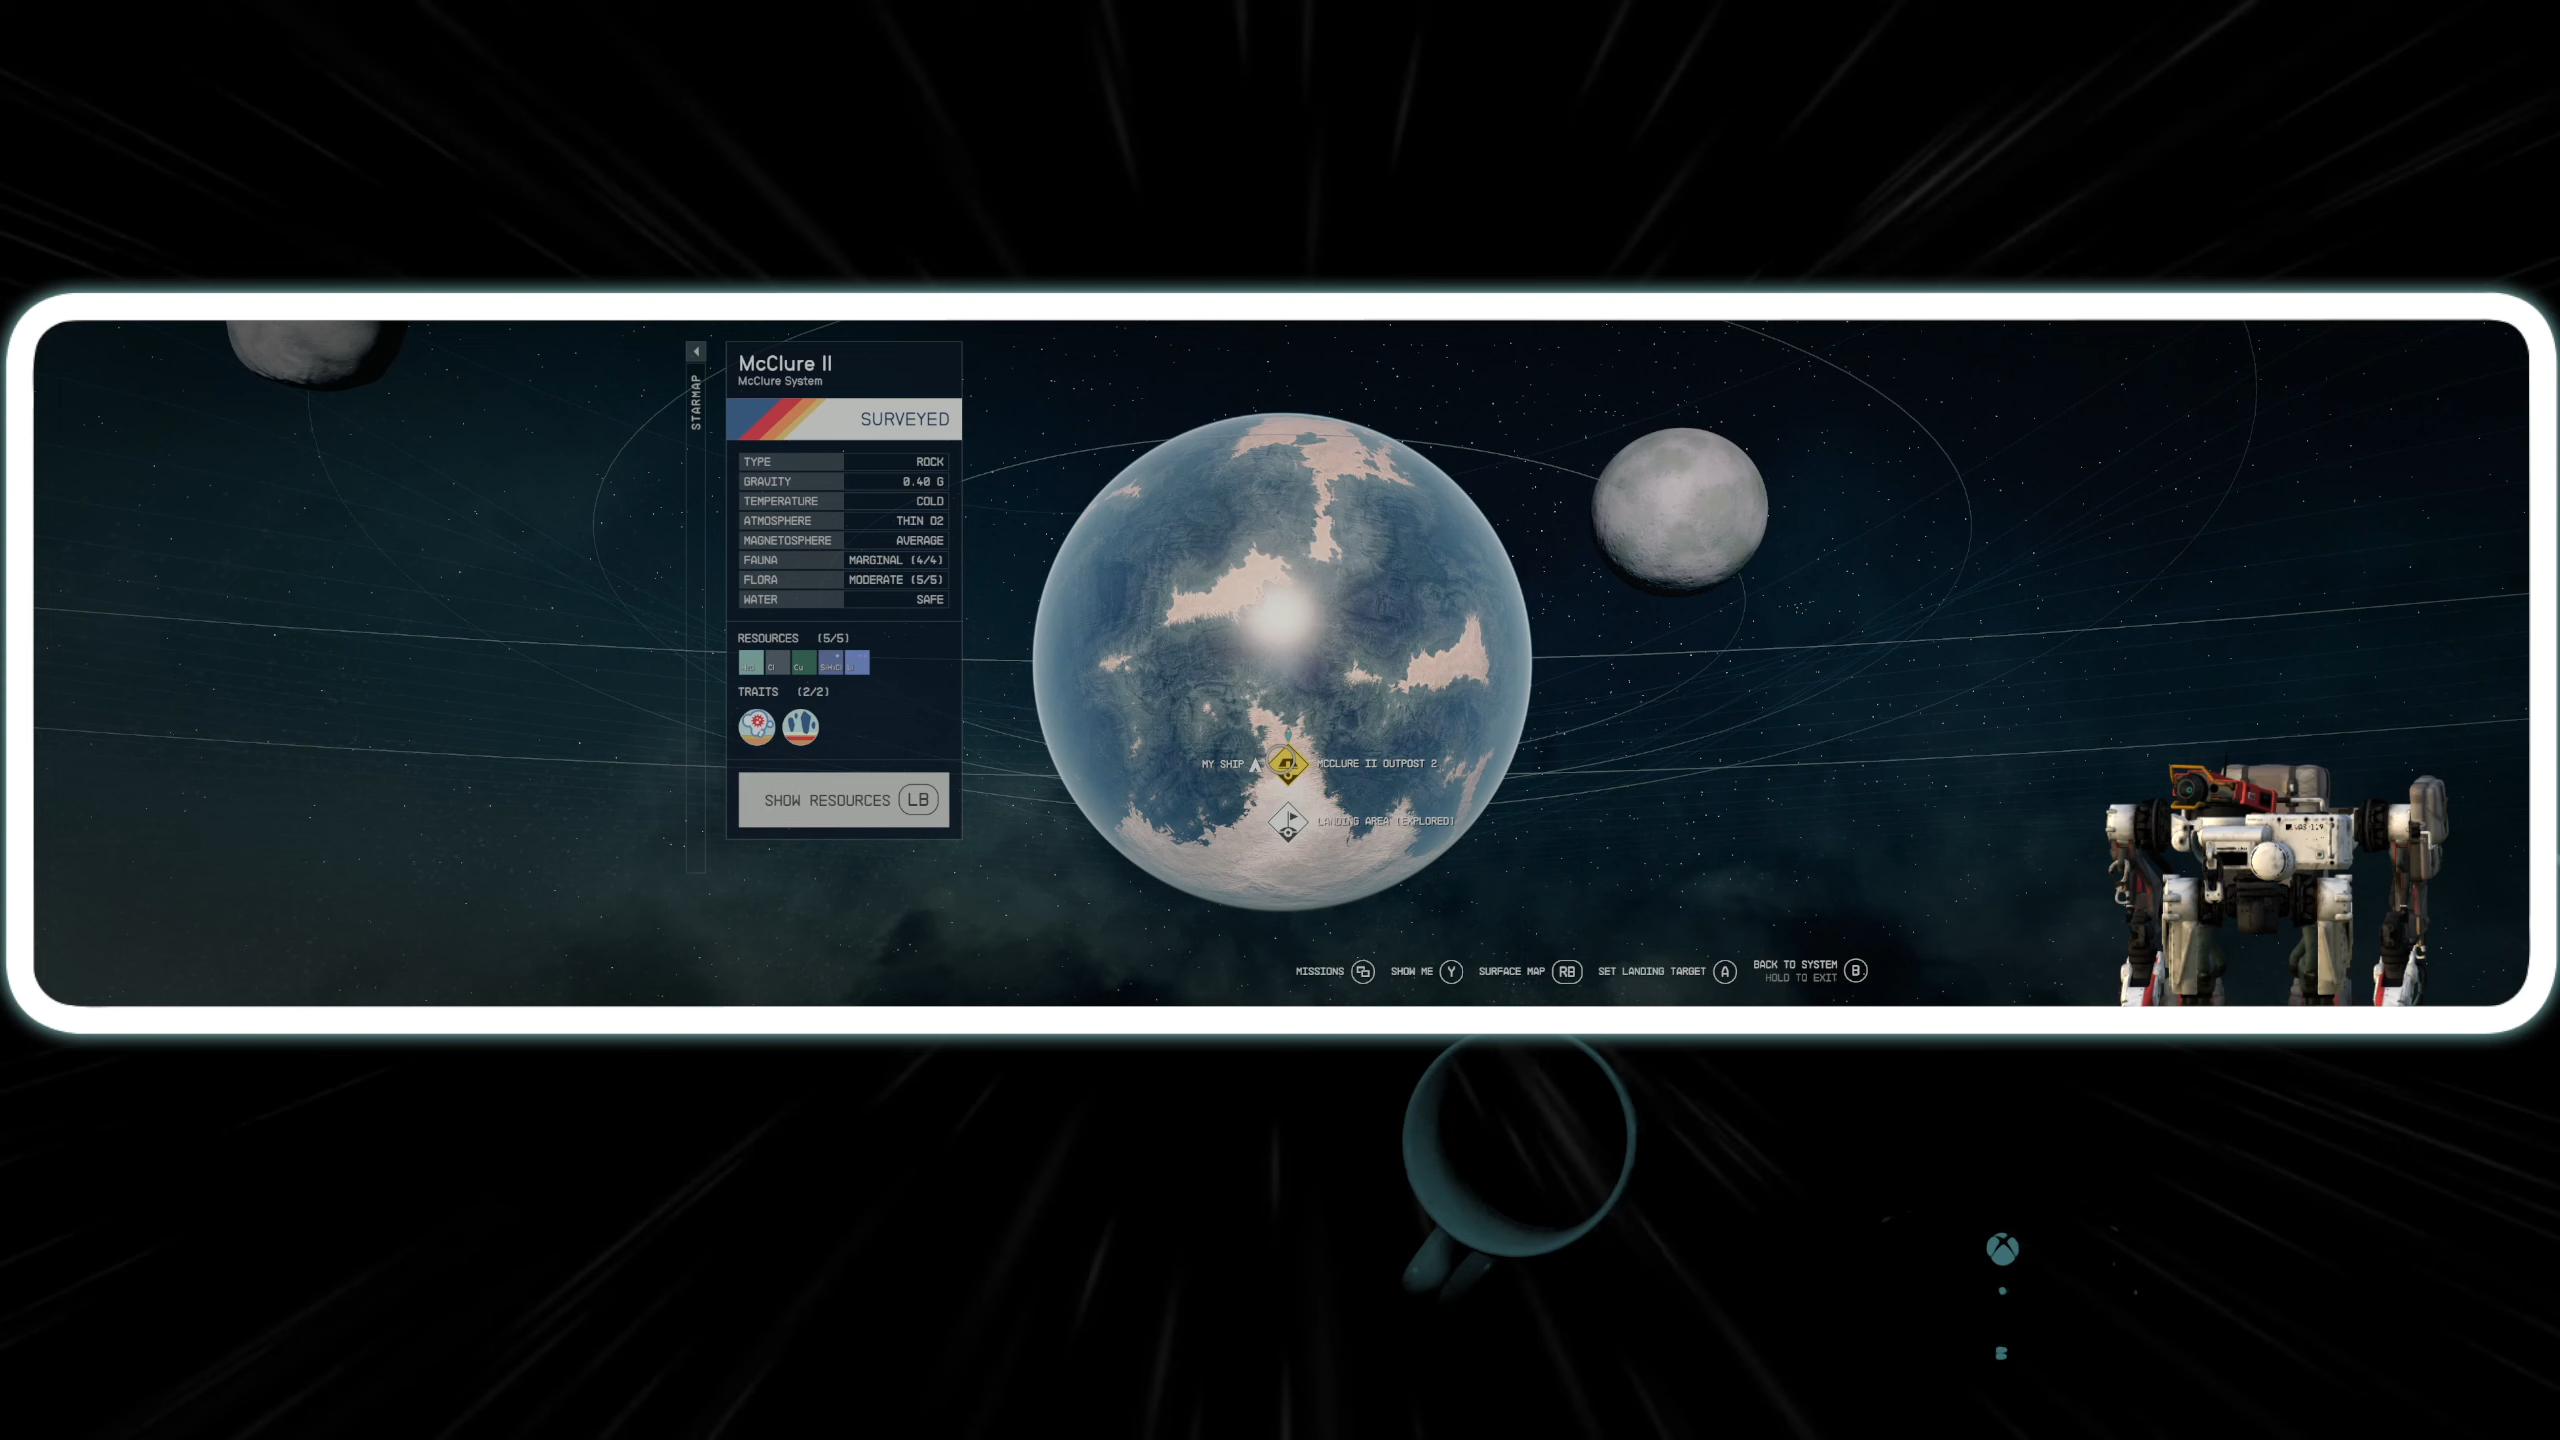 STARMAP
McClure II
McClure System
SURVEYED
TYPE ROCK
GRAVITY 0.40 G
TEMPERATURE COLD
ATMOSPHERE THIN O2
MAGNETOSPHERE AVERAGE
FAUNA MARGINAL (4/4)
FLORA MODERATE (5/5)
WATER SAFE
RESOURCES (5/5)
Cl Cu
TRAITS (2/2)
SHOW RESOURCES LB
MY SHIP
MCCLURE II OUTPOST 2
LANDING AREA (EXPLORED)
MISSIONS SHOW ME Y SURFACE MAP RB SET LANDING TARGET A BACK TO SYSTEM B
HOLD TO EXIT